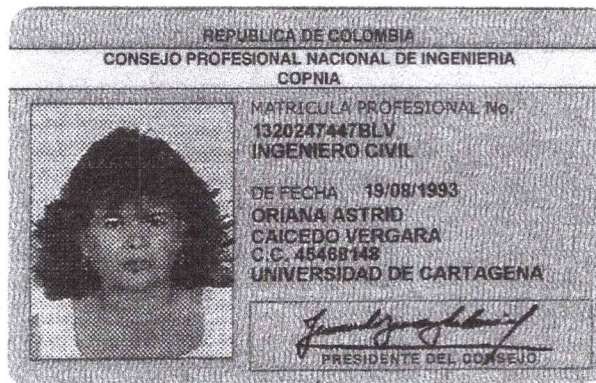 REPUBLICA DE COLOMBIA
CONSEJO PROFESIONAL NACIONAL DE INGENIERIA
COPNIA
MATRICULA PROFESIONAL No.
1320247447BLV
INGENIERO CIVIL
DE FECHA 19/08/1993
ORIANA ASTRID
CAICEDO VERGARA
C.C. 45468148
UNIVERSIDAD DE CARTAGENA
PRESIDENTE DEL CONSEJO